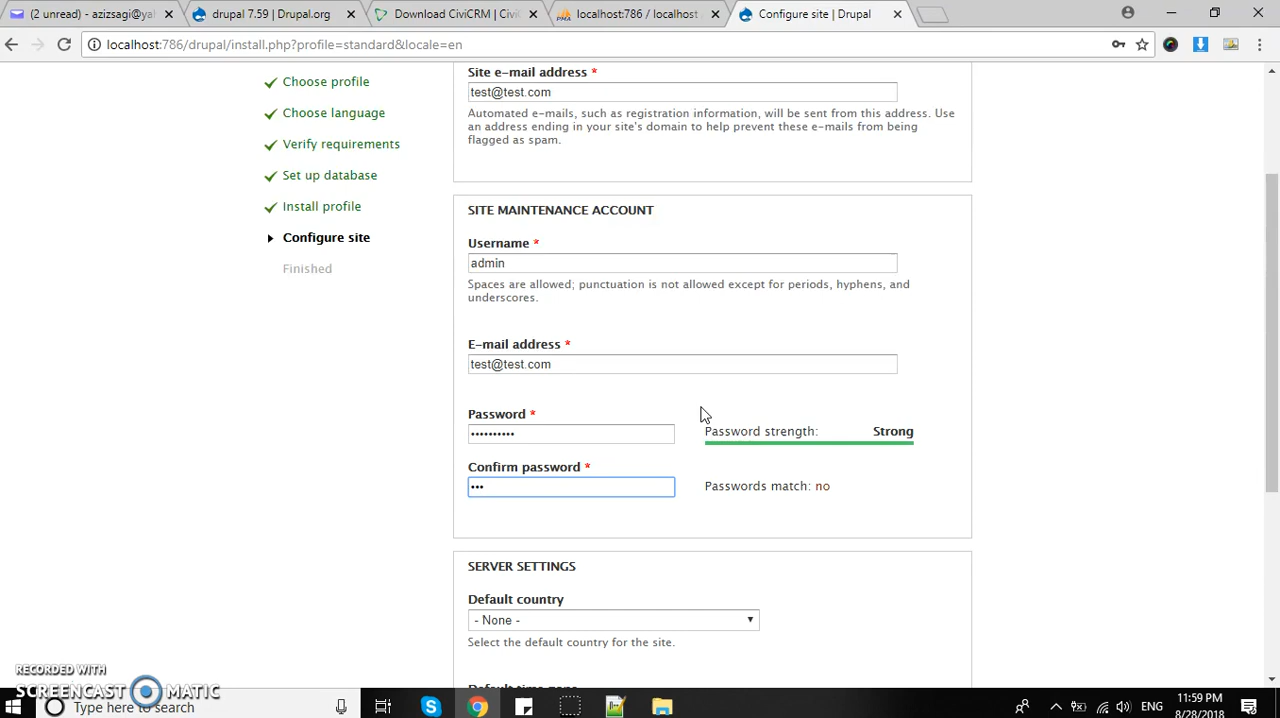 (2 unread) - azizsagi@ya
drupal 7.59 | Drupal.org
Download CiviCRM | Civi
localhost:786 / localhost
Configure site | Drupal
localhost:786/drupal/install.php?profile=standard&locale=en
Choose profile
Choose language
Verify requirements
Set up database
Install profile
Configure site
Finished
Site e-mail address *
test@test.com
Automated e-mails, such as registration information, will be sent from this address. Use
an address ending in your site's domain to help prevent these e-mails from being
flagged as spam.
SITE MAINTENANCE ACCOUNT
Username *
admin
Spaces are allowed; punctuation is not allowed except for periods, hyphens, and
underscores.
E-mail address *
test@test.com
Password *
••••••••••
Password strength: Strong
Confirm password *
•••
Passwords match: no
SERVER SETTINGS
Default country
- None -
Select the default country for the site.
Default time zone
RECORDED WITH
SCREENCAST MATIC
Type here to search
ENG
11:59 PM
8/28/2018